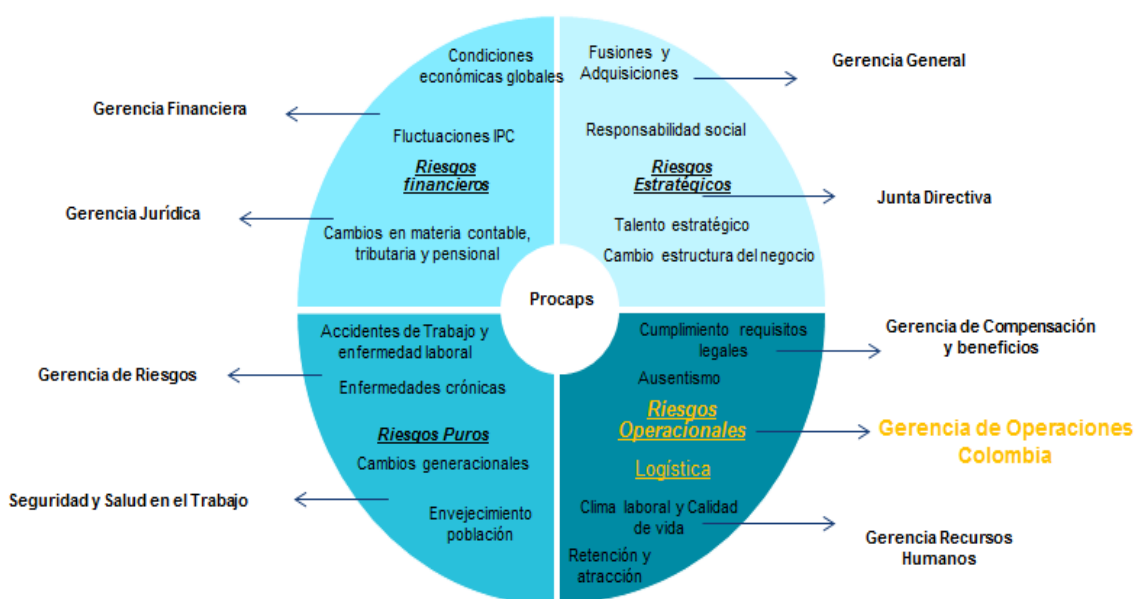 Condiciones
económicas globales
Fluctuaciones IPC
Riesgos
financieros
Cambios en materia contable,
tributaria y pensional
Gerencia Financiera
Gerencia Jurídica
Fusiones y
Adquisiciones
Responsabilidad social
Riesgos
Estratégicos
Talento estratégico
Cambio estructura del negocio
Gerencia General
Junta Directiva
Procaps
Accidentes de Trabajo y
enfermedad laboral
Enfermedades crónicas
Riesgos Puros
Cambios generacionales
Envejecimiento
población
Gerencia de Riesgos
Seguridad y Salud en el Trabajo
Cumplimiento requisitos
legales
Ausentismo
Riesgos
Operacionales
Logística
Clima laboral y Calidad
de vida
Retención y
atracción
Gerencia de Compensación
y beneficios
Gerencia de Operaciones
Colombia
Gerencia Recursos
Humanos